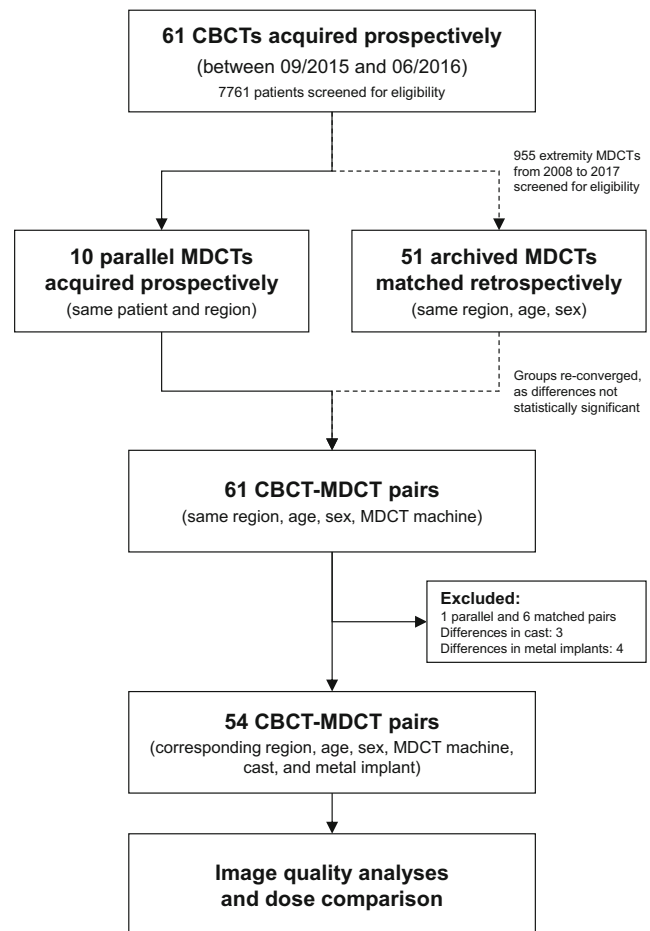 61 CBCTs acquired prospectively
(between 09/2015 and 06/2016)
7761 patients screened for eligibility
955 extremity MDCTs
from 2008 to 2017
screened for eligibility
10 parallel MDCTs
acquired prospectively
(same patient and region)
51 archived MDCTs
matched retrospectively
(same region, age, sex)
Groups re-converged,
as differences not
statistically significant
61 CBCT-MDCT pairs
(same region, age, sex, MDCT machine)
Excluded:
1 parallel and 6 matched pairs
Differences in cast: 3
Differences in metal implants: 4
54 CBCT-MDCT pairs
(corresponding region, age, sex, MDCT machine,
cast, and metal implant)
Image quality analyses
and dose comparison